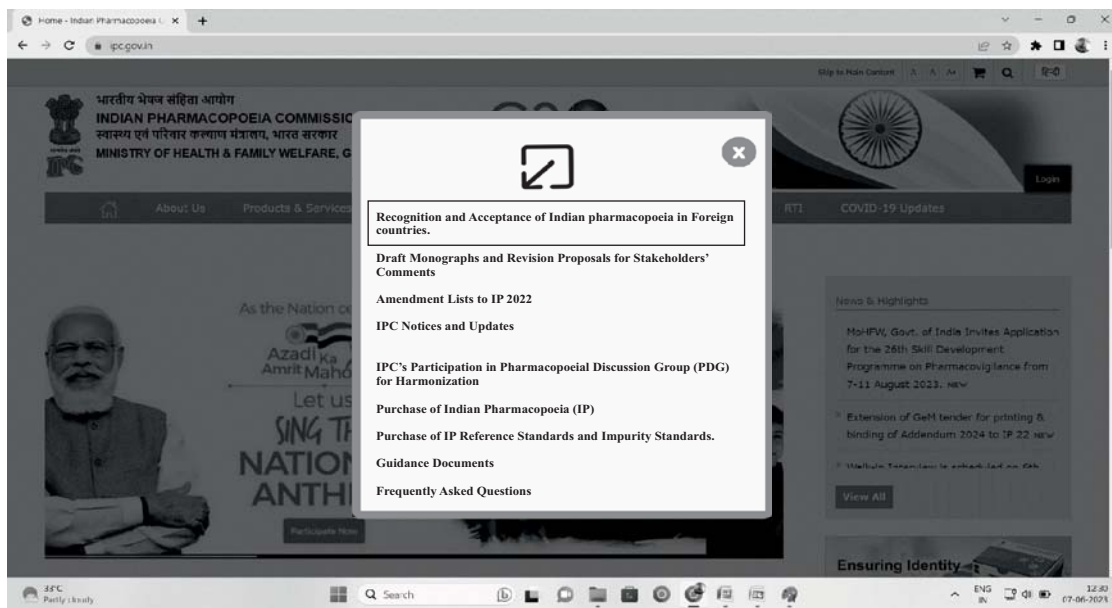 Home - Indian Pharmacopoeia C
ipc.gov.in
Skip to Main Content A A A+ हिन्दी
भारतीय भेषज संहिता आयोग
INDIAN PHARMACOPOEIA COMMISSIO
स्वास्थ्य एवं परिवार कल्याण मंत्रालय, भारत सरकार
MINISTRY OF HEALTH & FAMILY WELFARE, G
IPC
Login
About Us Products & Services RTI COVID-19 Updates
Recognition and Acceptance of Indian pharmacopoeia in Foreign
countries.
Draft Monographs and Revision Proposals for Stakeholders'
Comments
Amendment Lists to IP 2022
IPC Notices and Updates
IPC's Participation in Pharmacopoeial Discussion Group (PDG)
for Harmonization
Purchase of Indian Pharmacopoeia (IP)
Purchase of IP Reference Standards and Impurity Standards.
Guidance Documents
Frequently Asked Questions
As the Nation ce
Azadi Ka
Amrit Maho
Let us
SING TH
NATION
ANTH
Participate Now
News & Highlights
MoHFW, Govt. of India Invites Application
for the 26th Skill Development
Programme on Pharmacovigilance from
7-11 August 2023. NEW
Extension of GeM tender for printing &
binding of Addendum 2024 to IP 22 NEW
View All
Ensuring Identity
33°C
Partly cloudy
Search
ENG
IN
12:30
07-06-2023